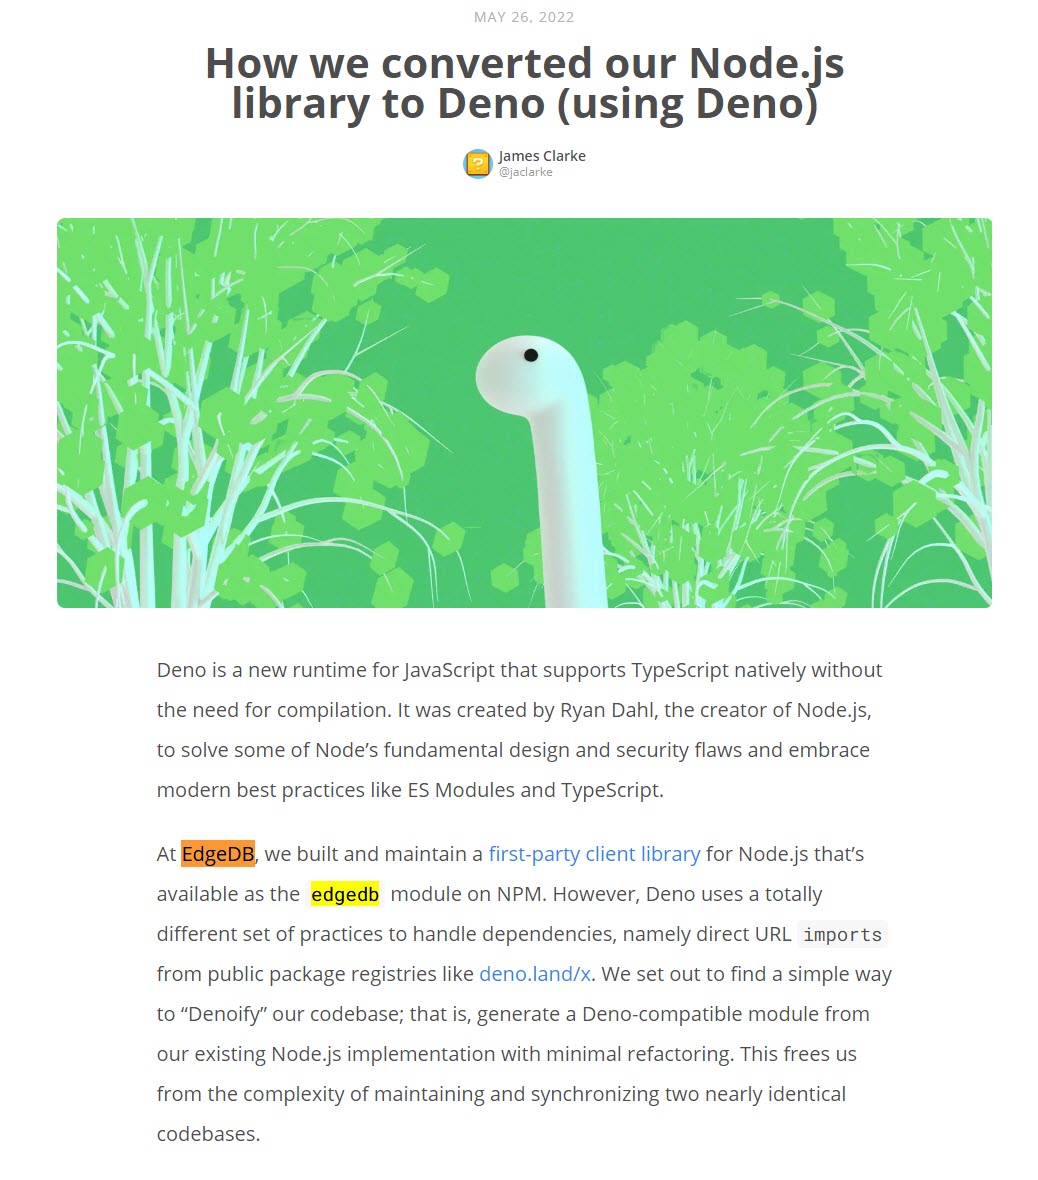 MAY 26, 2022
How we converted our Node.js
library to Deno (using Deno)
?
James Clarke
@jaclarke
Deno is a new runtime for JavaScript that supports TypeScript natively without
the need for compilation. It was created by Ryan Dahl, the creator of Node.js,
to solve some of Node’s fundamental design and security flaws and embrace
modern best practices like ES Modules and TypeScript.
At EdgeDB, we built and maintain a first-party client library for Node.js that’s
available as the edgedb module on NPM. However, Deno uses a totally
different set of practices to handle dependencies, namely direct URL imports
from public package registries like deno.land/x. We set out to find a simple way
to “Denoify” our codebase; that is, generate a Deno-compatible module from
our existing Node.js implementation with minimal refactoring. This frees us
from the complexity of maintaining and synchronizing two nearly identical
codebases.